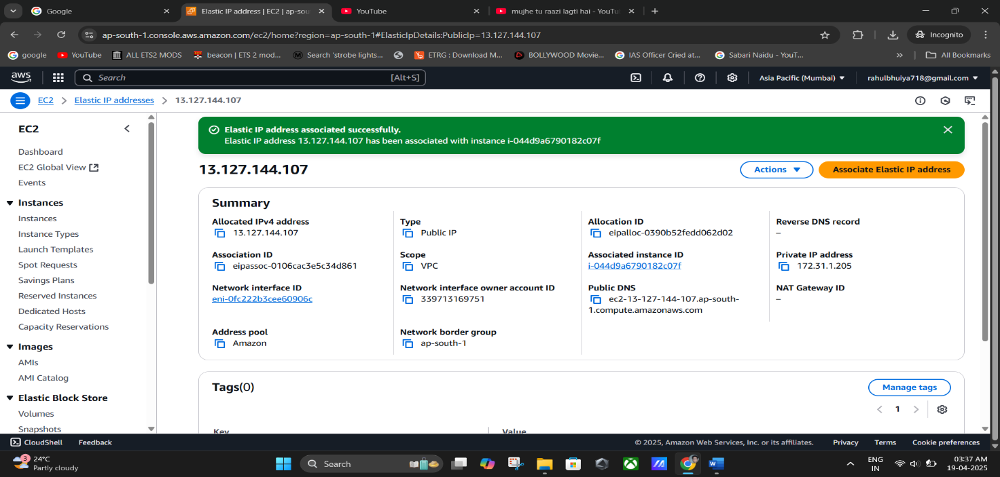 Google
Elastic IP address | EC2 | ap-sou
YouTube
mujhe tu raazi lagti hai - YouTu
ap-south-1.console.aws.amazon.com/ec2/home?region=ap-south-1#ElasticIpDetails:PublicIp=13.127.144.107
Incognito
google
YouTube
ALL ETS2 MODS
beacon | ETS 2 mod...
Search 'strobe lights...
ETRG : Download M...
BOLLYWOOD Movie...
IAS Officer Cried at...
Sabari Naidu - YouT...
»
All Bookmarks
aws
Search
[Alt+S]
Asia Pacific (Mumbai)
rahulbhuiya718@gmail.com
EC2
Elastic IP addresses
13.127.144.107
EC2
Dashboard
EC2 Global View
Events
Instances
Instances
Instance Types
Launch Templates
Spot Requests
Savings Plans
Reserved Instances
Dedicated Hosts
Capacity Reservations
Images
AMIs
AMI Catalog
Elastic Block Store
Volumes
Snapshots
Elastic IP address associated successfully.
Elastic IP address 13.127.144.107 has been associated with instance i-044d9a6790182c07f
13.127.144.107
Actions
Associate Elastic IP address
Summary
Allocated IPv4 address
13.127.144.107
Type
Public IP
Allocation ID
eipalloc-0390b52fedd062d02
Reverse DNS record
–
Association ID
eipassoc-0106cac3e5c34d861
Scope
VPC
Associated instance ID
i-044d9a6790182c07f
Private IP address
172.31.1.205
Network interface ID
eni-0fc222b3cee60906c
Network interface owner account ID
339713169751
Public DNS
ec2-13-127-144-107.ap-south-
1.compute.amazonaws.com
NAT Gateway ID
–
Address pool
Amazon
Network border group
ap-south-1
Tags(0)
Manage tags
1
Key
Value
CloudShell
Feedback
© 2025, Amazon Web Services, Inc. or its affiliates.
Privacy
Terms
Cookie preferences
3
24°C
Partly cloudy
Search
ENG
IN
03:37 AM
19-04-2025